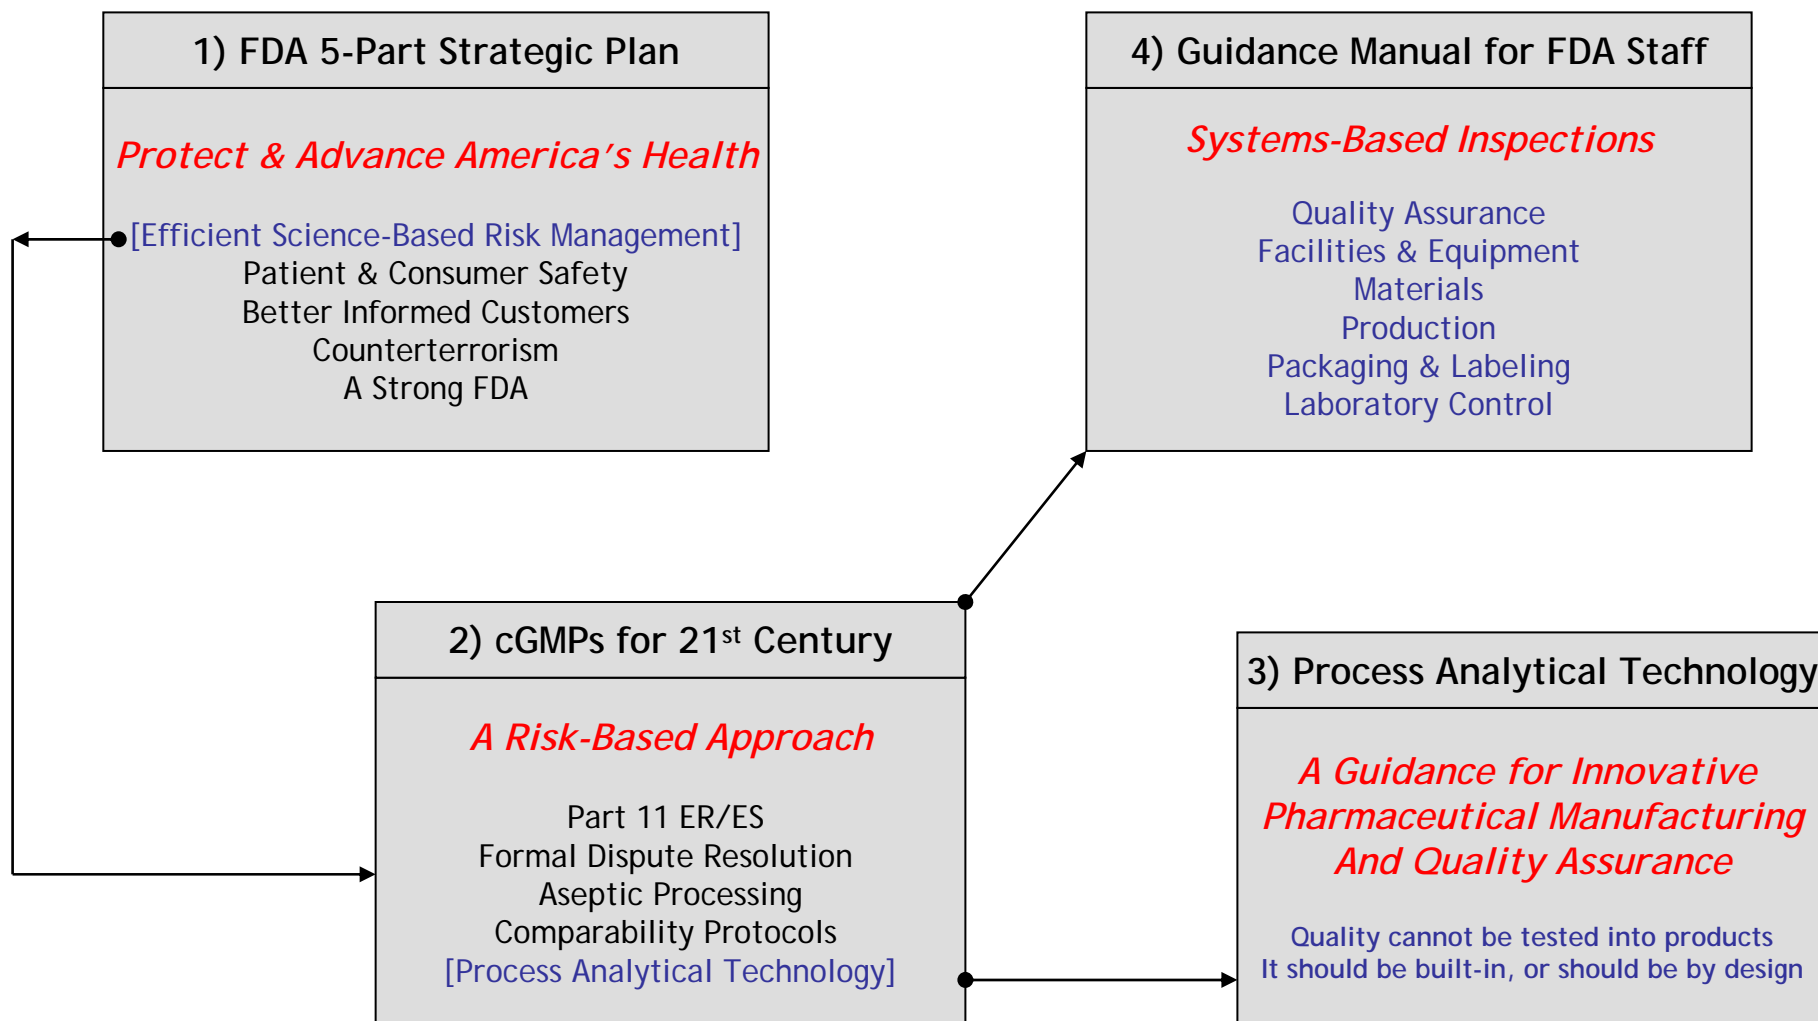 1) FDA 5-Part Strategic Plan
Protect & Advance America's Health
[Efficient Science-Based Risk Management]
Patient & Consumer Safety
Better Informed Customers
Counterterrorism
A Strong FDA
4) Guidance Manual for FDA Staff
Systems-Based Inspections
Quality Assurance
Facilities & Equipment
Materials
Production
Packaging & Labeling
Laboratory Control
2) cGMPs for 21st Century
A Risk-Based Approach
Part 11 ER/ES
Formal Dispute Resolution
Aseptic Processing
Comparability Protocols
[Process Analytical Technology]
3) Process Analytical Technology
A Guidance for Innovative
Pharmaceutical Manufacturing
And Quality Assurance
Quality cannot be tested into products
It should be built-in, or should be by design